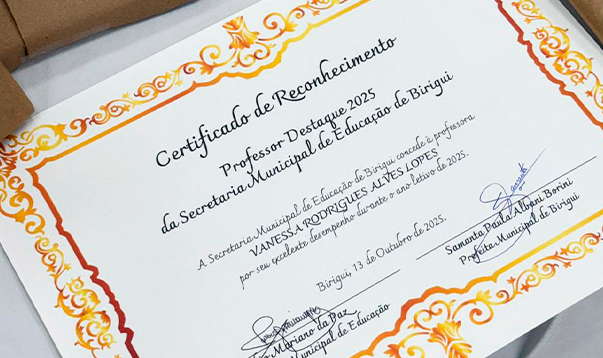 Certificado de Reconhecimento
Professor Destaque 2025
da Secretaria Municipal de Educação de Birigui
A Secretaria Municipal de Educação de Birigui concede à professora
VANESSA RODRIGUES ALVES LOPES
por seu excelente desempenho durante o ano letivo de 2025.
Birigui, 13 de Outubro de 2025.
Samanta Paula Albani Borini
Prefeita Municipal de Birigui
Mariano da Paz
Municipal de Educação